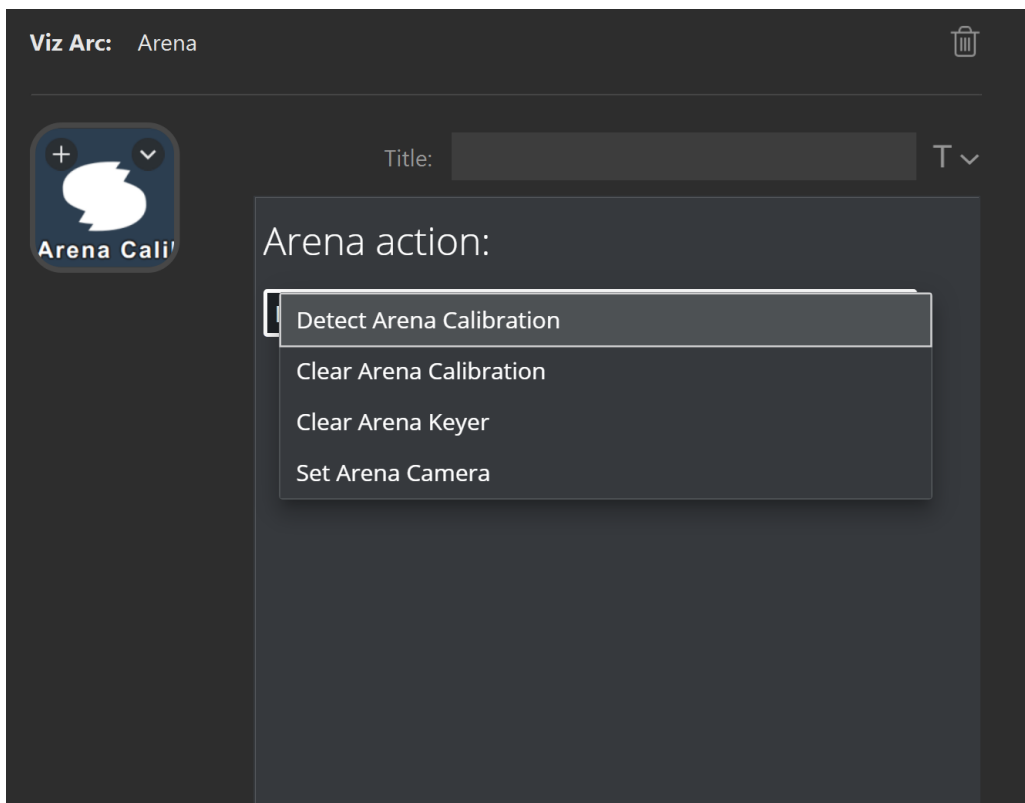 Viz Arc: Arena
Title:
T
Arena Cali
Arena action:
Detect Arena Calibration
Clear Arena Calibration
Clear Arena Keyer
Set Arena Camera